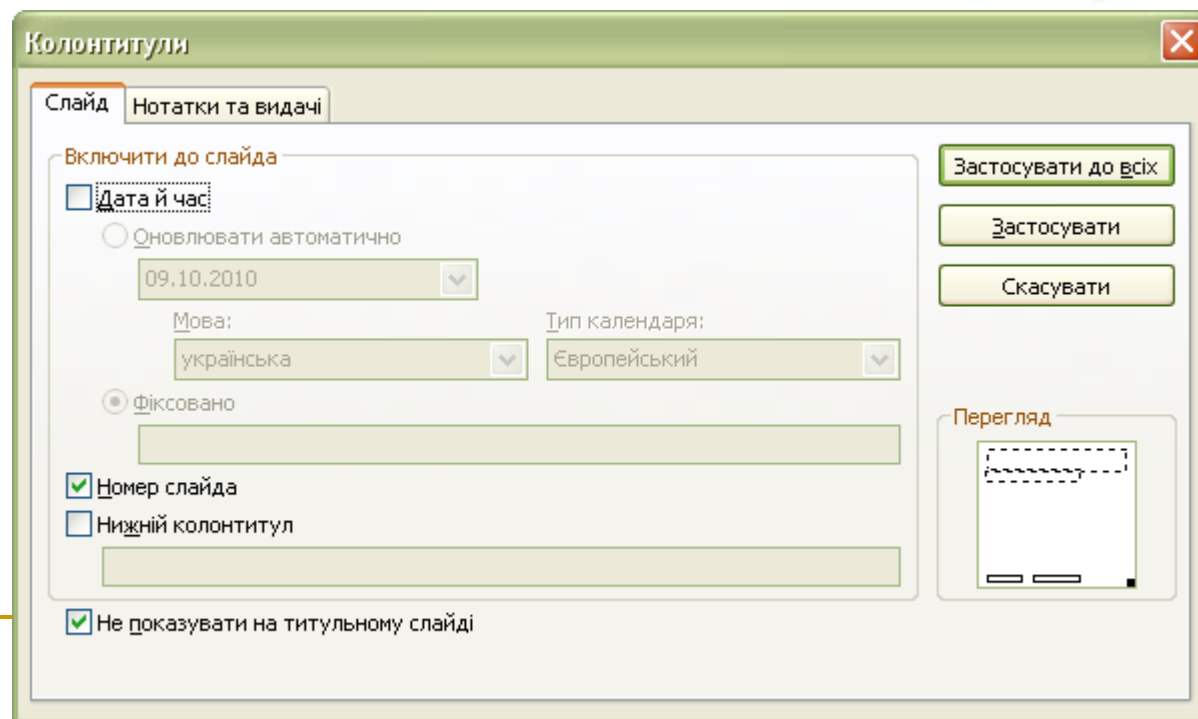 Колонтитули
Слайд
Нотатки та видачі
Включити до слайда
Дата й час
Оновлювати автоматично
09.10.2010
Мова:
Тип календаря:
українська
Європейський
Фіксовано
Номер слайда
Нижній колонтитул
Не показувати на титульному слайді
Застосувати до всіх
Застосувати
Скасувати
Перегляд